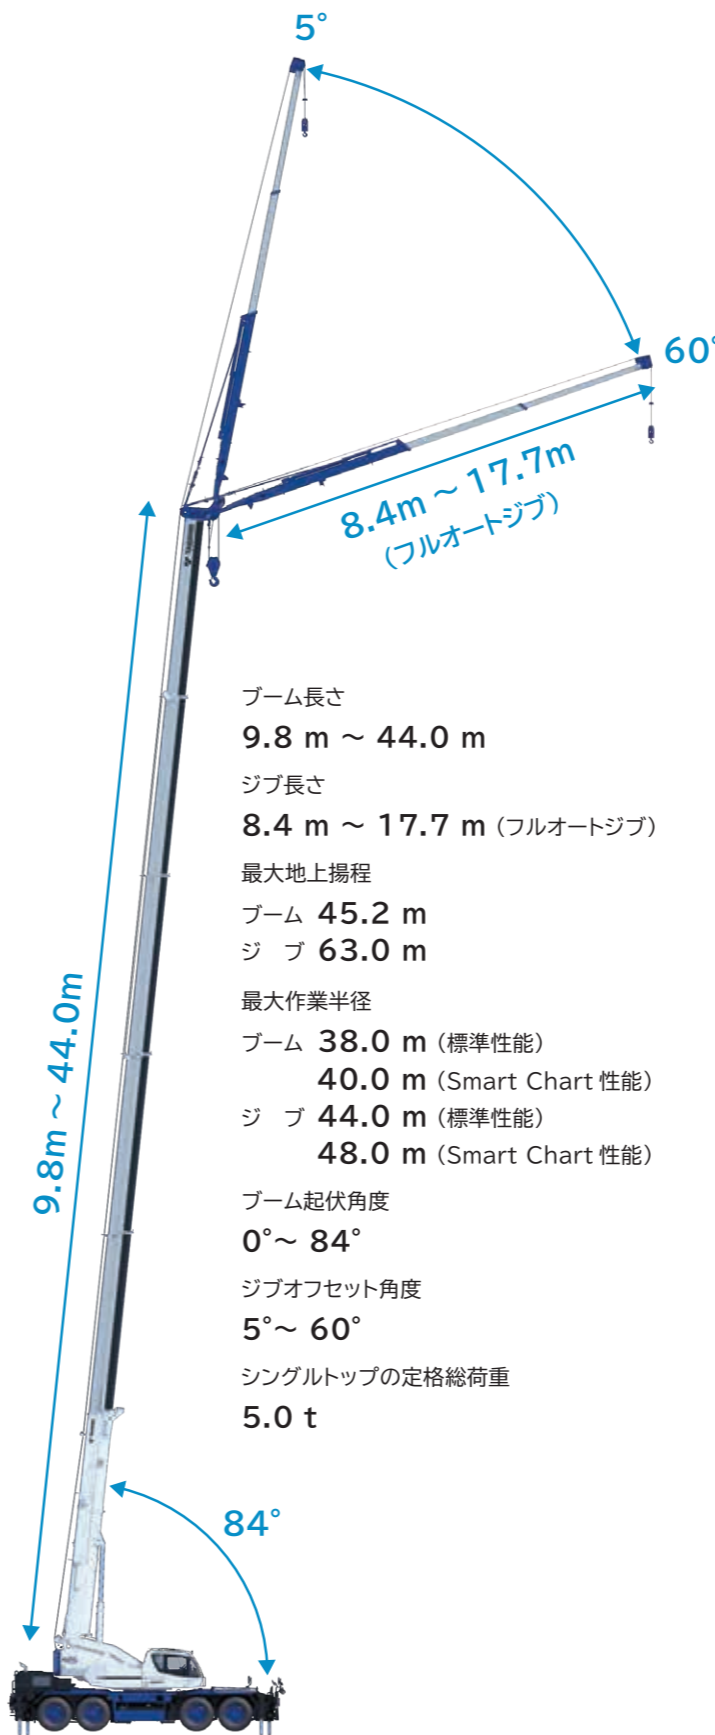 5°
60°
8.4m ～ 17.7m
（フルオートジブ）
ブーム長さ
9.8 m ～ 44.0 m
ジブ長さ
8.4 m ～ 17.7 m（フルオートジブ）
最大地上揚程
ブーム 45.2 m
ジ　ブ 63.0 m
最大作業半径
ブーム 38.0 m（標準性能）
40.0 m（Smart Chart 性能）
ジ　ブ 44.0 m（標準性能）
48.0 m（Smart Chart 性能）
9.8m ～ 44.0m
ブーム起伏角度
0°～ 84°
ジブオフセット角度
5°～ 60°
シングルトップの定格総荷重
5.0 t
84°